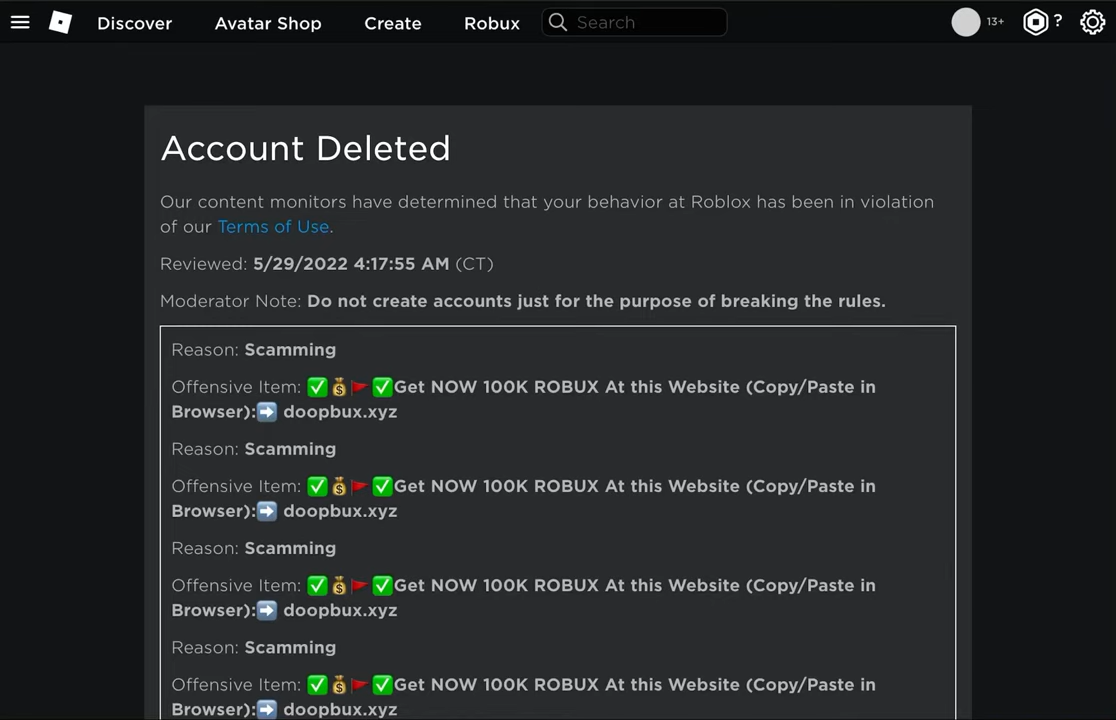 Discover Avatar Shop Create Robux Search 13+ ?
Account Deleted
Our content monitors have determined that your behavior at Roblox has been in violation
of our Terms of Use.
Reviewed: 5/29/2022 4:17:55 AM (CT)
Moderator Note: Do not create accounts just for the purpose of breaking the rules.
Reason: Scamming
Offensive Item: ✅💰🚩✅Get NOW 100K ROBUX At this Website (Copy/Paste in
Browser):➡️ doopbux.xyz
Reason: Scamming
Offensive Item: ✅💰🚩✅Get NOW 100K ROBUX At this Website (Copy/Paste in
Browser):➡️ doopbux.xyz
Reason: Scamming
Offensive Item: ✅💰🚩✅Get NOW 100K ROBUX At this Website (Copy/Paste in
Browser):➡️ doopbux.xyz
Reason: Scamming
Offensive Item: ✅💰🚩✅Get NOW 100K ROBUX At this Website (Copy/Paste in
Browser):➡️ doopbux.xyz